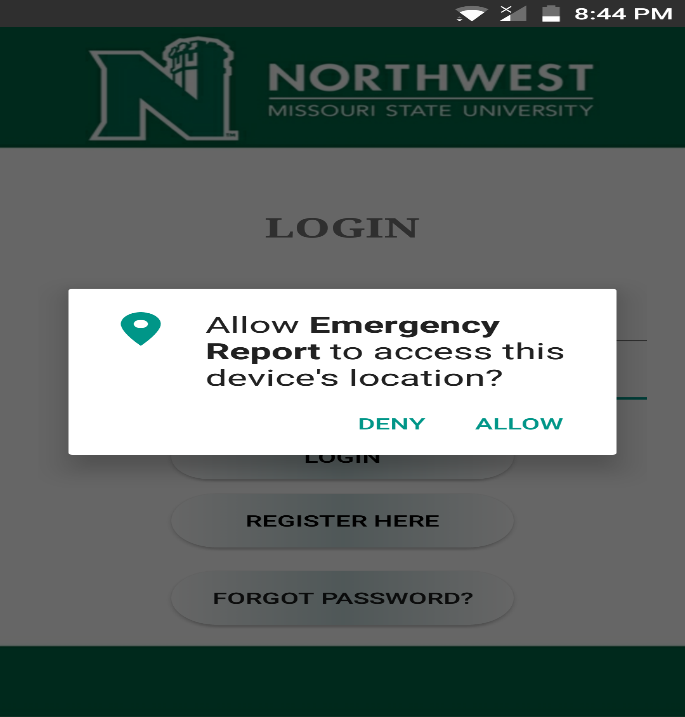 8:44 PM
N
TM
NORTHWEST
MISSOURI STATE UNIVERSITY
LOGIN
Allow Emergency
Report to access this
device's location?
DENY ALLOW
LOGIN
REGISTER HERE
FORGOT PASSWORD?